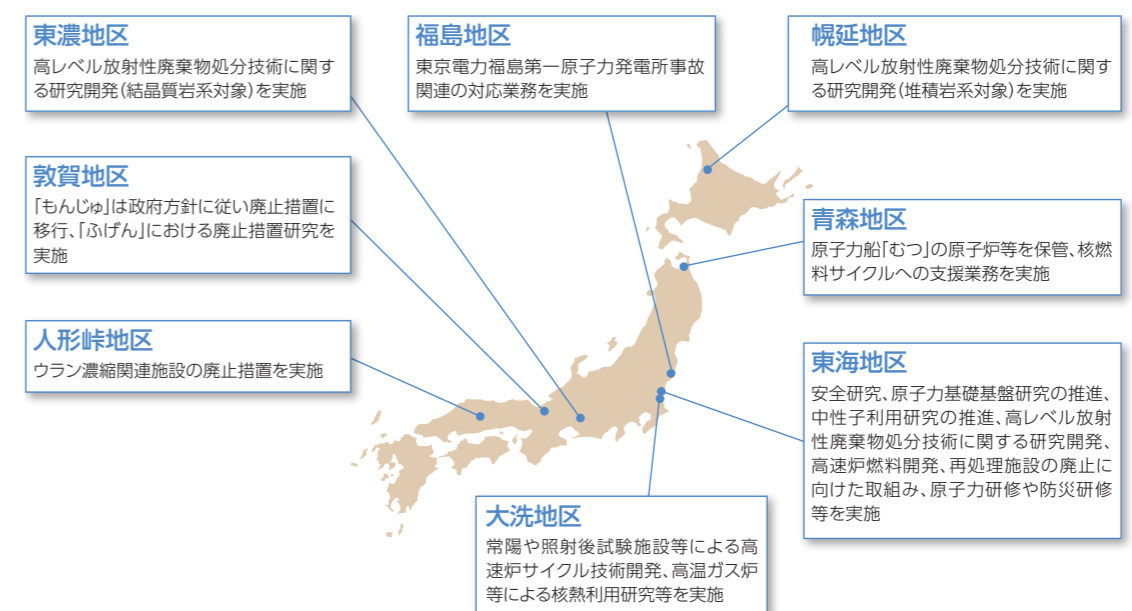 東濃地区
高レベル放射性廃棄物処分技術に関す
る研究開発(結晶質岩系対象)を実施
福島地区
東京電力福島第一原子力発電所事故
関連の対応業務を実施
幌延地区
高レベル放射性廃棄物処分技術に関す
る研究開発(堆積岩系対象)を実施
敦賀地区
「もんじゅ」は政府方針に従い廃止措置に
移行、「ふげん」における廃止措置研究を
実施
青森地区
原子力船「むつ」の原子炉等を保管、核燃
料サイクルへの支援業務を実施
人形峠地区
ウラン濃縮関連施設の廃止措置を実施
東海地区
安全研究、原子力基礎基盤研究の推進、
中性子利用研究の推進、高レベル放射
性廃棄物処分技術に関する研究開発、
高速炉燃料開発、再処理施設の廃止に
向けた取組み、原子力研修や防災研修
等を実施
大洗地区
常陽や照射後試験施設等による高
速炉サイクル技術開発、高温ガス炉
等による核熱利用研究等を実施